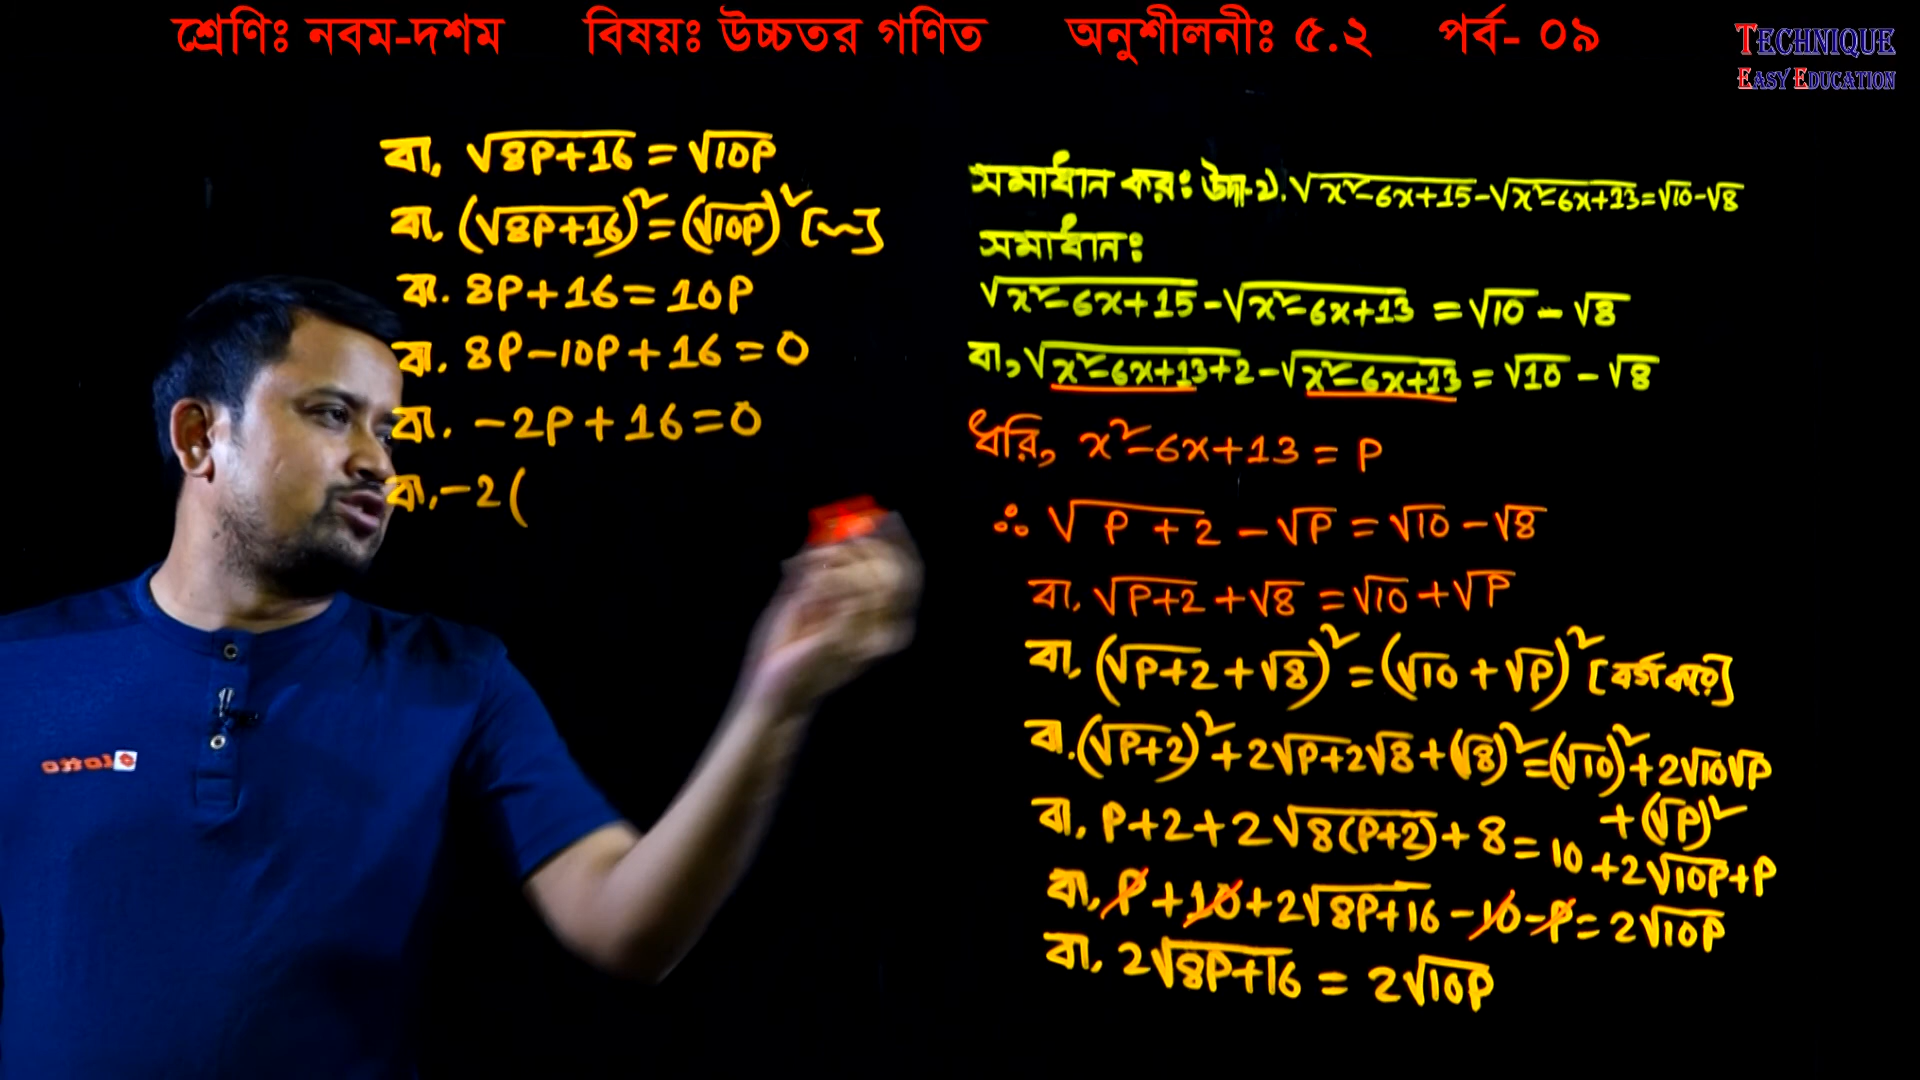 শ্রেণিঃ নবম-দশম বিষয়ঃ উচ্চতর গণিত অনুশীলনীঃ ৫.২ পর্ব- ০৯
TECHNIQUE
EASY EDUCATION
সমাধান করঃ উদা-১. √(x²-6x+15) - √(x²-6x+13) = √10 - √8
সমাধানঃ
√(x²-6x+15) - √(x²-6x+13) = √10 - √8
বা, √(x²-6x+13+2) - √(x²-6x+13) = √10 - √8
ধরি, x²-6x+13 = P
∴ √(P+2) - √P = √10 - √8
বা, √(P+2) + √8 = √10 + √P
বা, (√(P+2) + √8)² = (√10 + √P)² [বর্গ করে]
বা, (√(P+2))² + 2√(P+2)√8 + (√8)² = (√10)² + 2√10√P
+ (√P)²
বা, P+2+2√(8(P+2)) + 8 = 10 + 2√(10P) + P
বা, P + 10 + 2√(8P+16) - 10 - P = 2√(10P)
বা, 2√(8P+16) = 2√(10P)
বা, √(8P+16) = √(10P)
বা, (√(8P+16))² = (√(10P))² [~~]
বা. 8P+16 = 10P
বা. 8P-10P+16 = 0
বা. -2P+16 = 0
বা, -2(
lotto